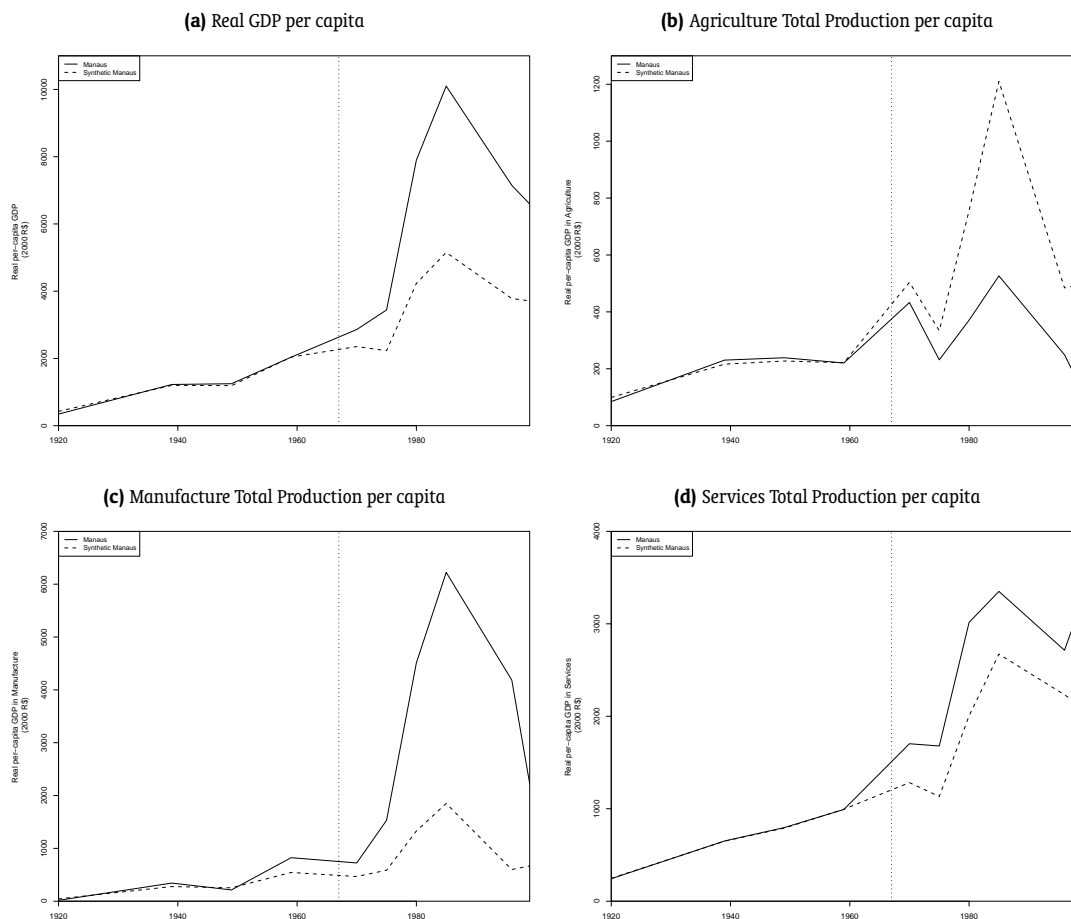 (a) Real GDP per capita
Manaus
Synthetic Manaus
Real per−capita GDP
(2000 R$)
0
2000
4000
6000
8000
10000
1920
1940
1960
1980
(b) Agriculture Total Production per capita
Manaus
Synthetic Manaus
Real per−capita GDP in Agriculture
(2000 R$)
0
200
400
600
800
1000
1200
1920
1940
1960
1980
(c) Manufacture Total Production per capita
Manaus
Synthetic Manaus
Real per−capita GDP in Manufacture
(2000 R$)
0
1000
2000
3000
4000
5000
6000
7000
1920
1940
1960
1980
(d) Services Total Production per capita
Manaus
Synthetic Manaus
Real per−capita GDP in Services
(2000 R$)
0
1000
2000
3000
4000
1920
1940
1960
1980